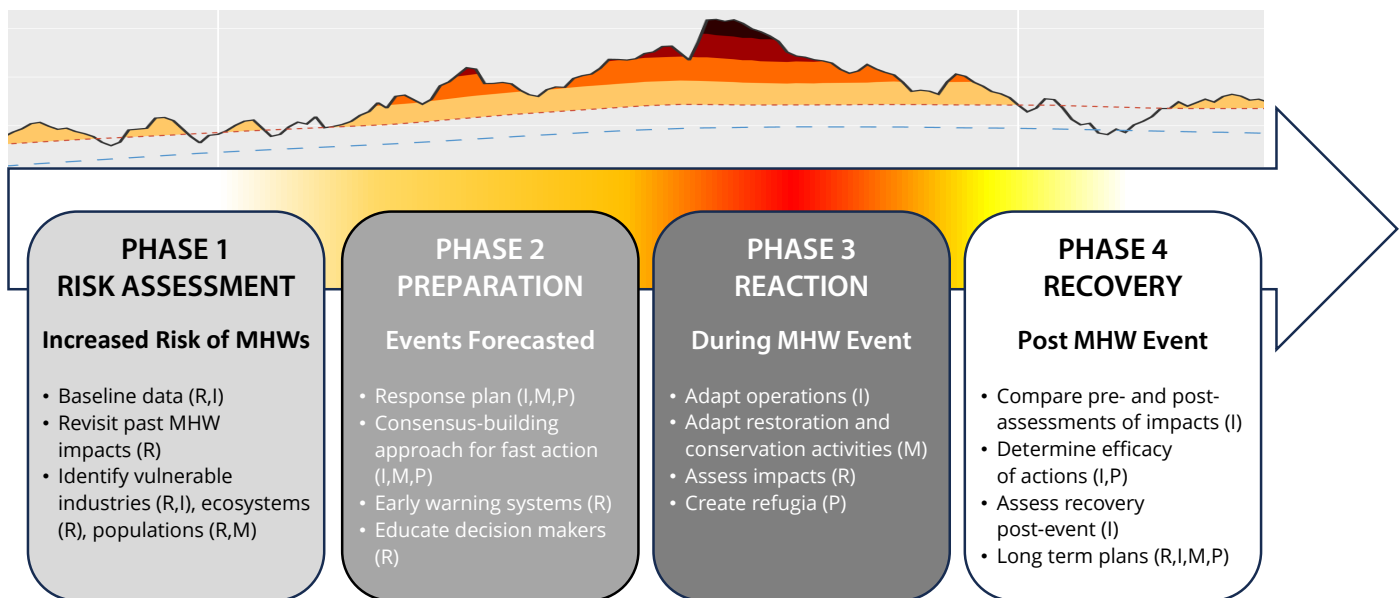 PHASE 1
RISK ASSESSMENT
Increased Risk of MHWs
• Baseline data (R,I)
• Revisit past MHW
impacts (R)
• Identify vulnerable
industries (R,I), ecosystems
(R), populations (R,M)
PHASE 2
PREPARATION
Events Forecasted
• Response plan (I,M,P)
• Consensus-building
approach for fast action
(I,M,P)
• Early warning systems (R)
• Educate decision makers
(R)
PHASE 3
REACTION
During MHW Event
• Adapt operations (I)
• Adapt restoration and
conservation activities (M)
• Assess impacts (R)
• Create refugia (P)
PHASE 4
RECOVERY
Post MHW Event
• Compare pre- and post-
assessments of impacts (I)
• Determine efficacy
of actions (I,P)
• Assess recovery
post-event (I)
• Long term plans (R,I,M,P)